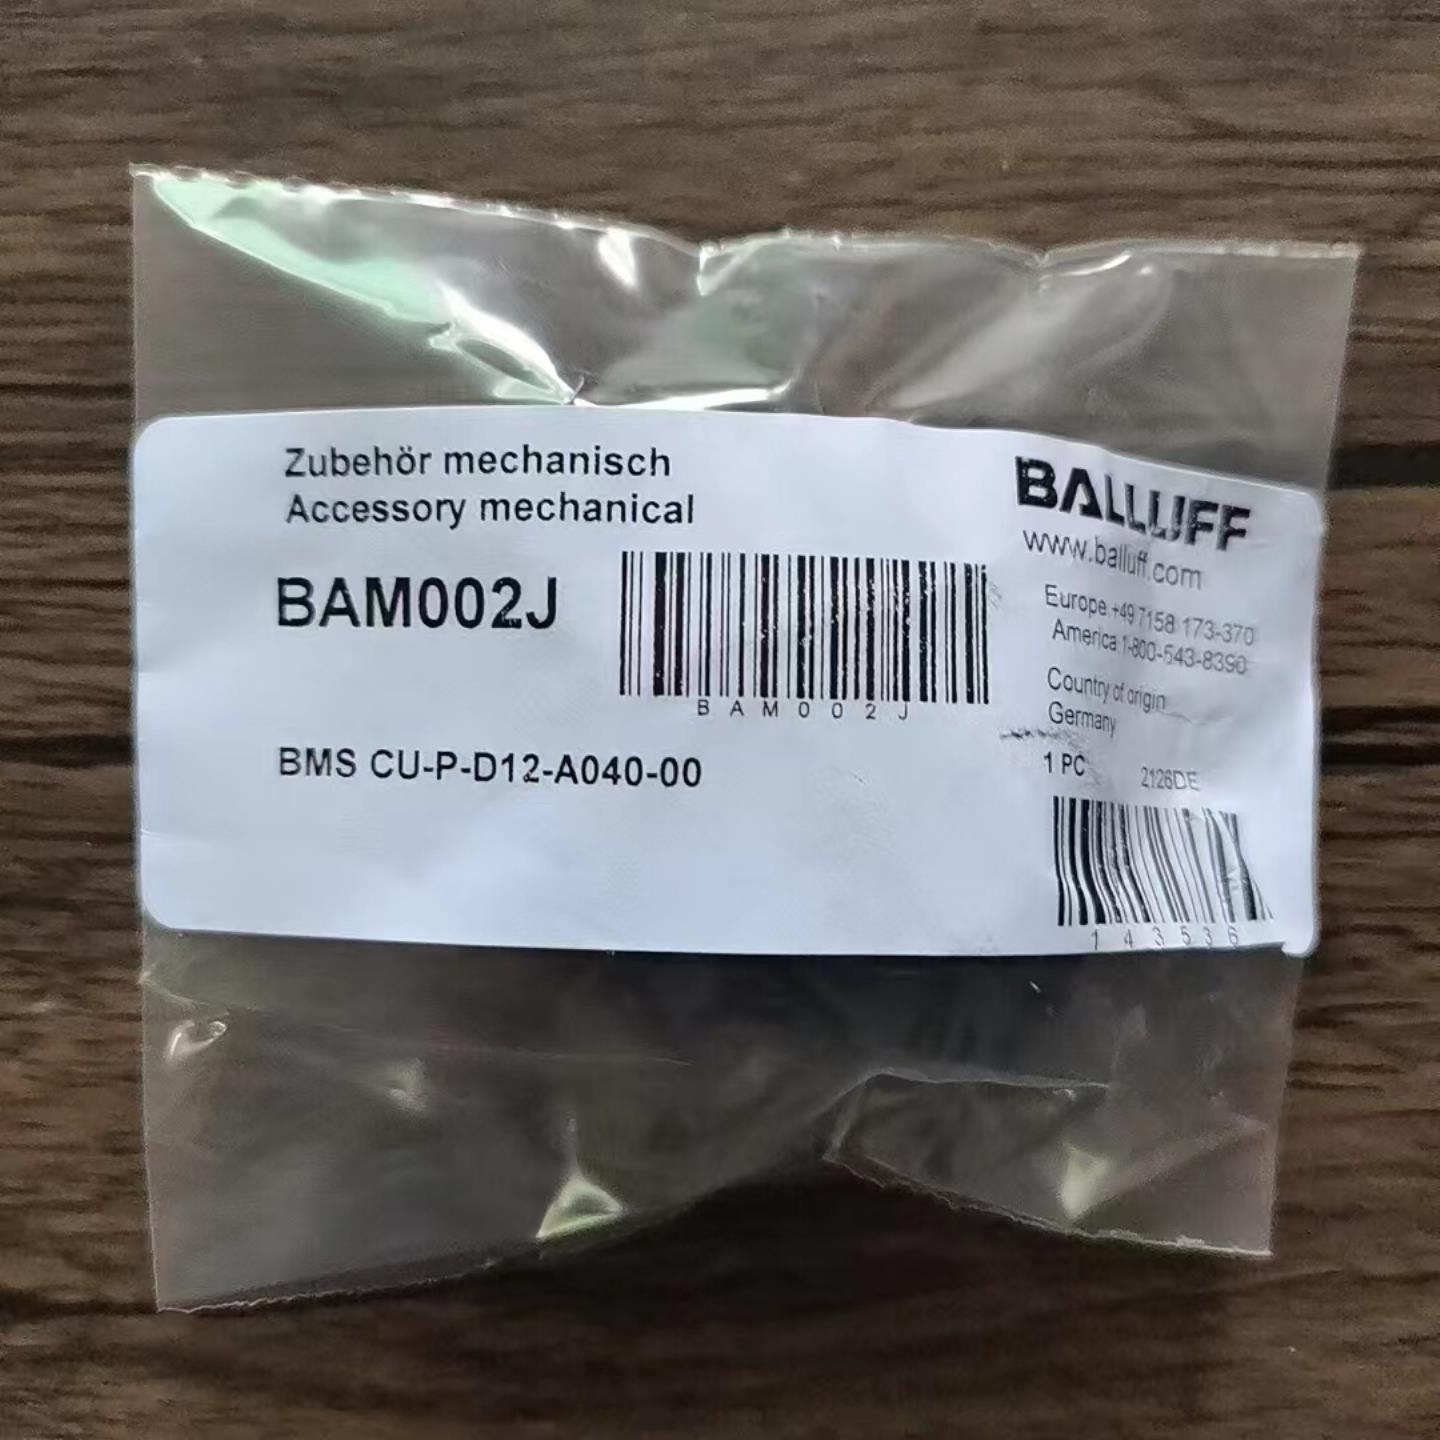 Zubehör mechanisch
Accessory mechanical
BAM002J
BAM002J
BMS CU-P-D12-A040-00
BALLUFF
www.balluff.com
Europe +49 7158 173-370
America 1-800-543-8390
Country of origin
Germany
1 PC 2126DE
143536